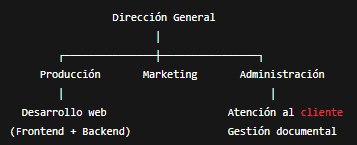 Dirección General
Producción Marketing Administración
Desarrollo web Atención al cliente
(Frontend + Backend) Gestión documental